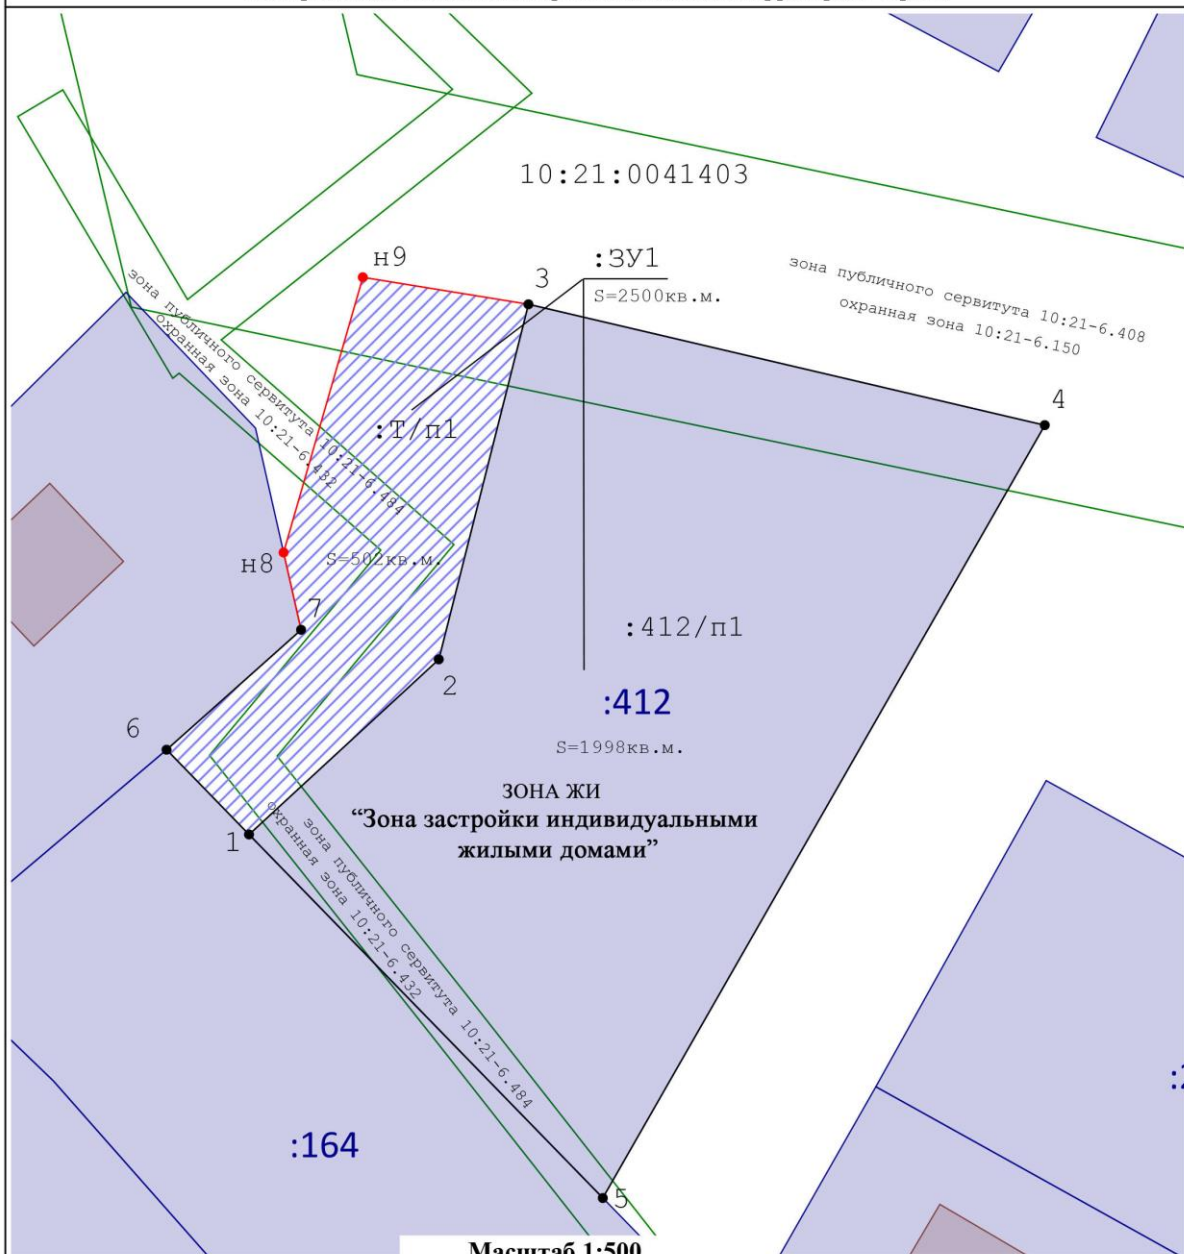 10:21:0041403
н9
:ЗУ1
3
S=2500кв.м.
зона публичного сервитута 10:21-6.408
охранная зона 10:21-6.150
зона публичного сервитута 10:21-6.484
охранная зона 10:21-6.432
4
:Т/п1
н8
S=502кв.м.
7
:412/п1
2
:412
6
S=1998кв.м.
ЗОНА ЖИ
“Зона застройки индивидуальными
жилыми домами”
1
зона публичного сервитута 10:21-6.484
охранная зона 10:21-6.432
:164
5
Масштаб 1:500